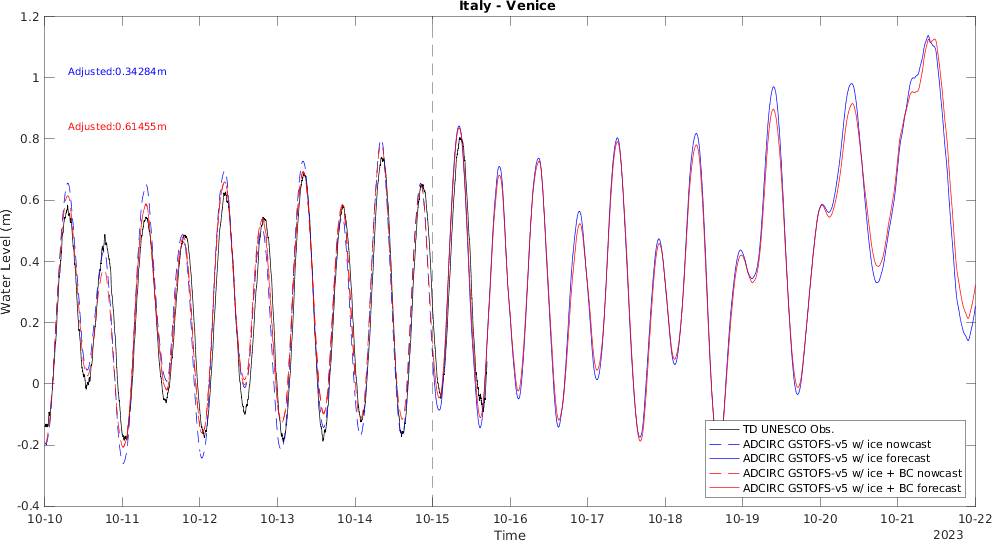 Italy - Venice
Water Level (m)
1.2
1
0.8
0.6
0.4
0.2
0
-0.2
-0.4
Adjusted:0.34284m
Adjusted:0.61455m
TD UNESCO Obs.
ADCIRC GSTOFS-v5 w/ ice nowcast
ADCIRC GSTOFS-v5 w/ ice forecast
ADCIRC GSTOFS-v5 w/ ice + BC nowcast
ADCIRC GSTOFS-v5 w/ ice + BC forecast
10-10 10-11 10-12 10-13 10-14 10-15 10-16 10-17 10-18 10-19 10-20 10-21 10-22
Time
2023